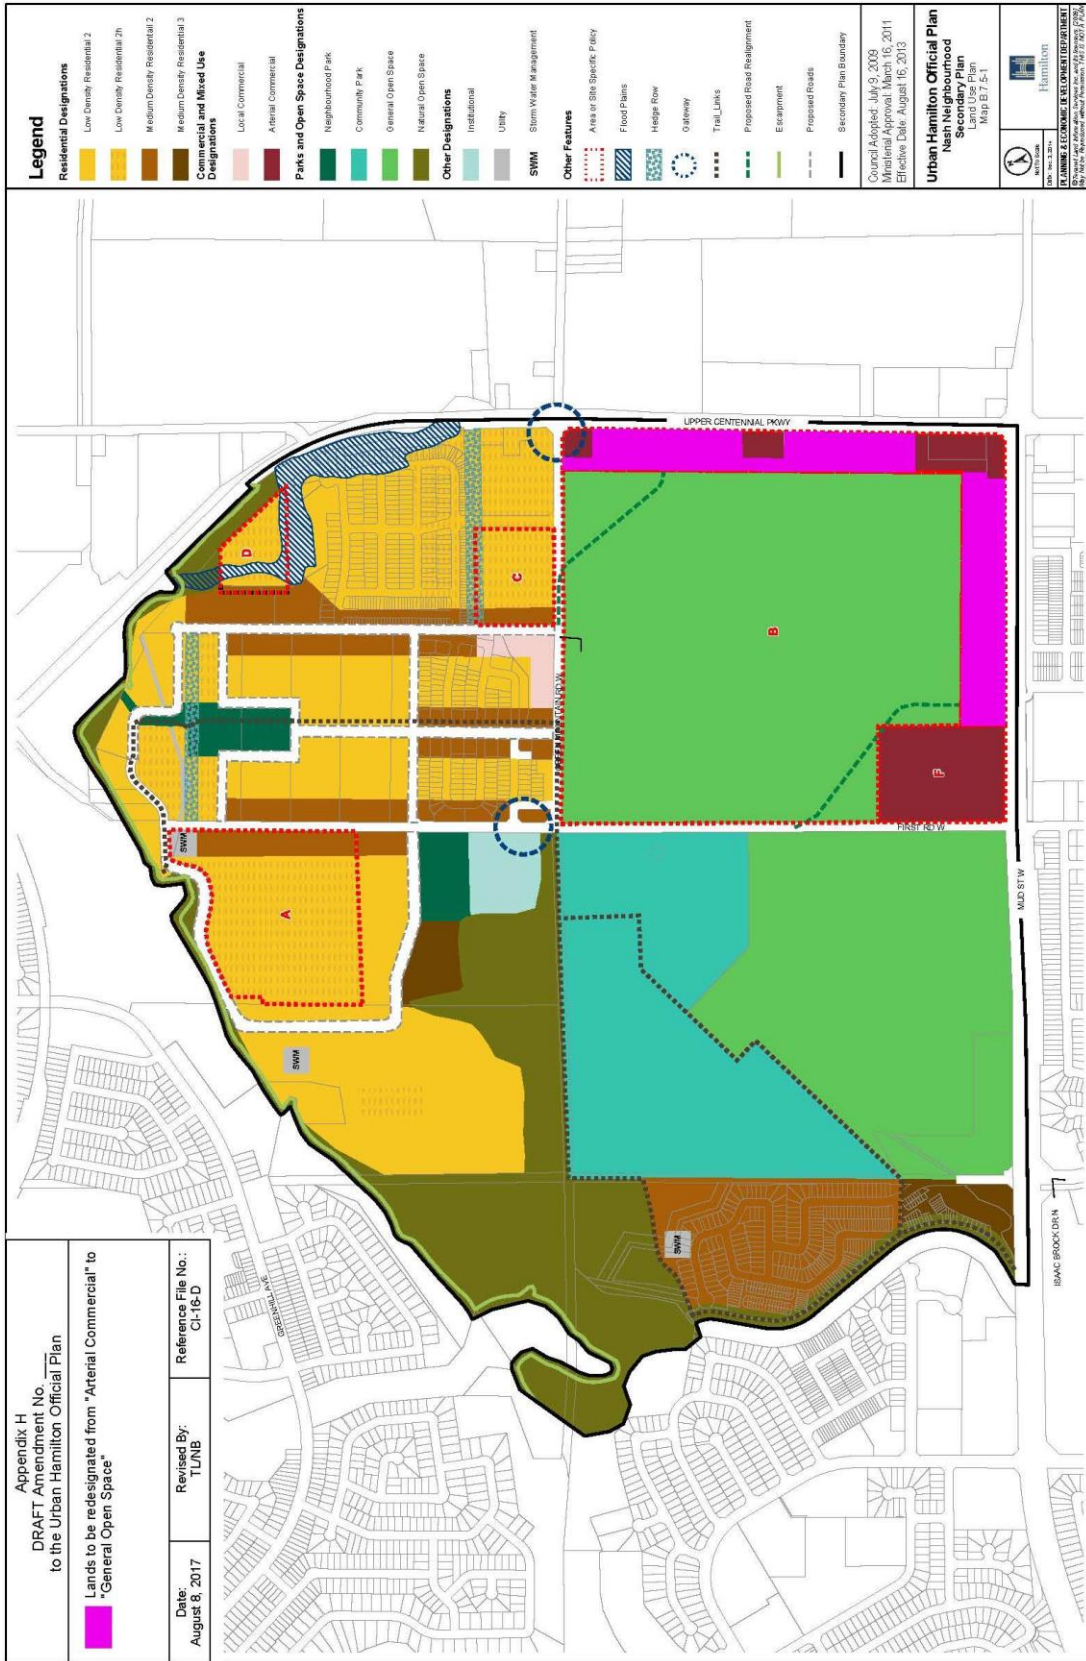 Appendix H
DRAFT Amendment No. ___
to the Urban Hamilton Official Plan
Lands to be redesignated from "Arterial Commercial" to
"General Open Space"
Date:
August 8, 2017
Revised By:
TL/NB
Reference File No.:
CI-16-D
GREENHILL AVE
SWM
SWM
SWM
A
B
C
D
F
UPPER CENTENNIAL PKWY
FIRST RD W
MUD ST W
ISAAC BROCK DR N
Legend
Residential Designations
Low Density Residential 2
Low Density Residential 2h
Medium Density Residential 2
Medium Density Residential 3
Commercial and Mixed Use
Designations
Local Commercial
Arterial Commercial
Parks and Open Space Designations
Neighbourhood Park
Community Park
General Open Space
Natural Open Space
Other Designations
Institutional
Utility
SWM
Storm Water Management
Other Features
Area or Site Specific Policy
Flood Plains
Hedge Row
Gateway
Trail_Links
Proposed Road Realignment
Escarpment
Proposed Roads
Secondary Plan Boundary
Council Adopted: July 9, 2009
Ministerial Approval: March 16, 2011
Effective Date: August 16, 2013
Urban Hamilton Official Plan
Nash Neighbourhood
Secondary Plan
Land Use Plan
Map B.7.5-1
Hamilton
PLANNING & ECONOMIC DEVELOPMENT DEPARTMENT